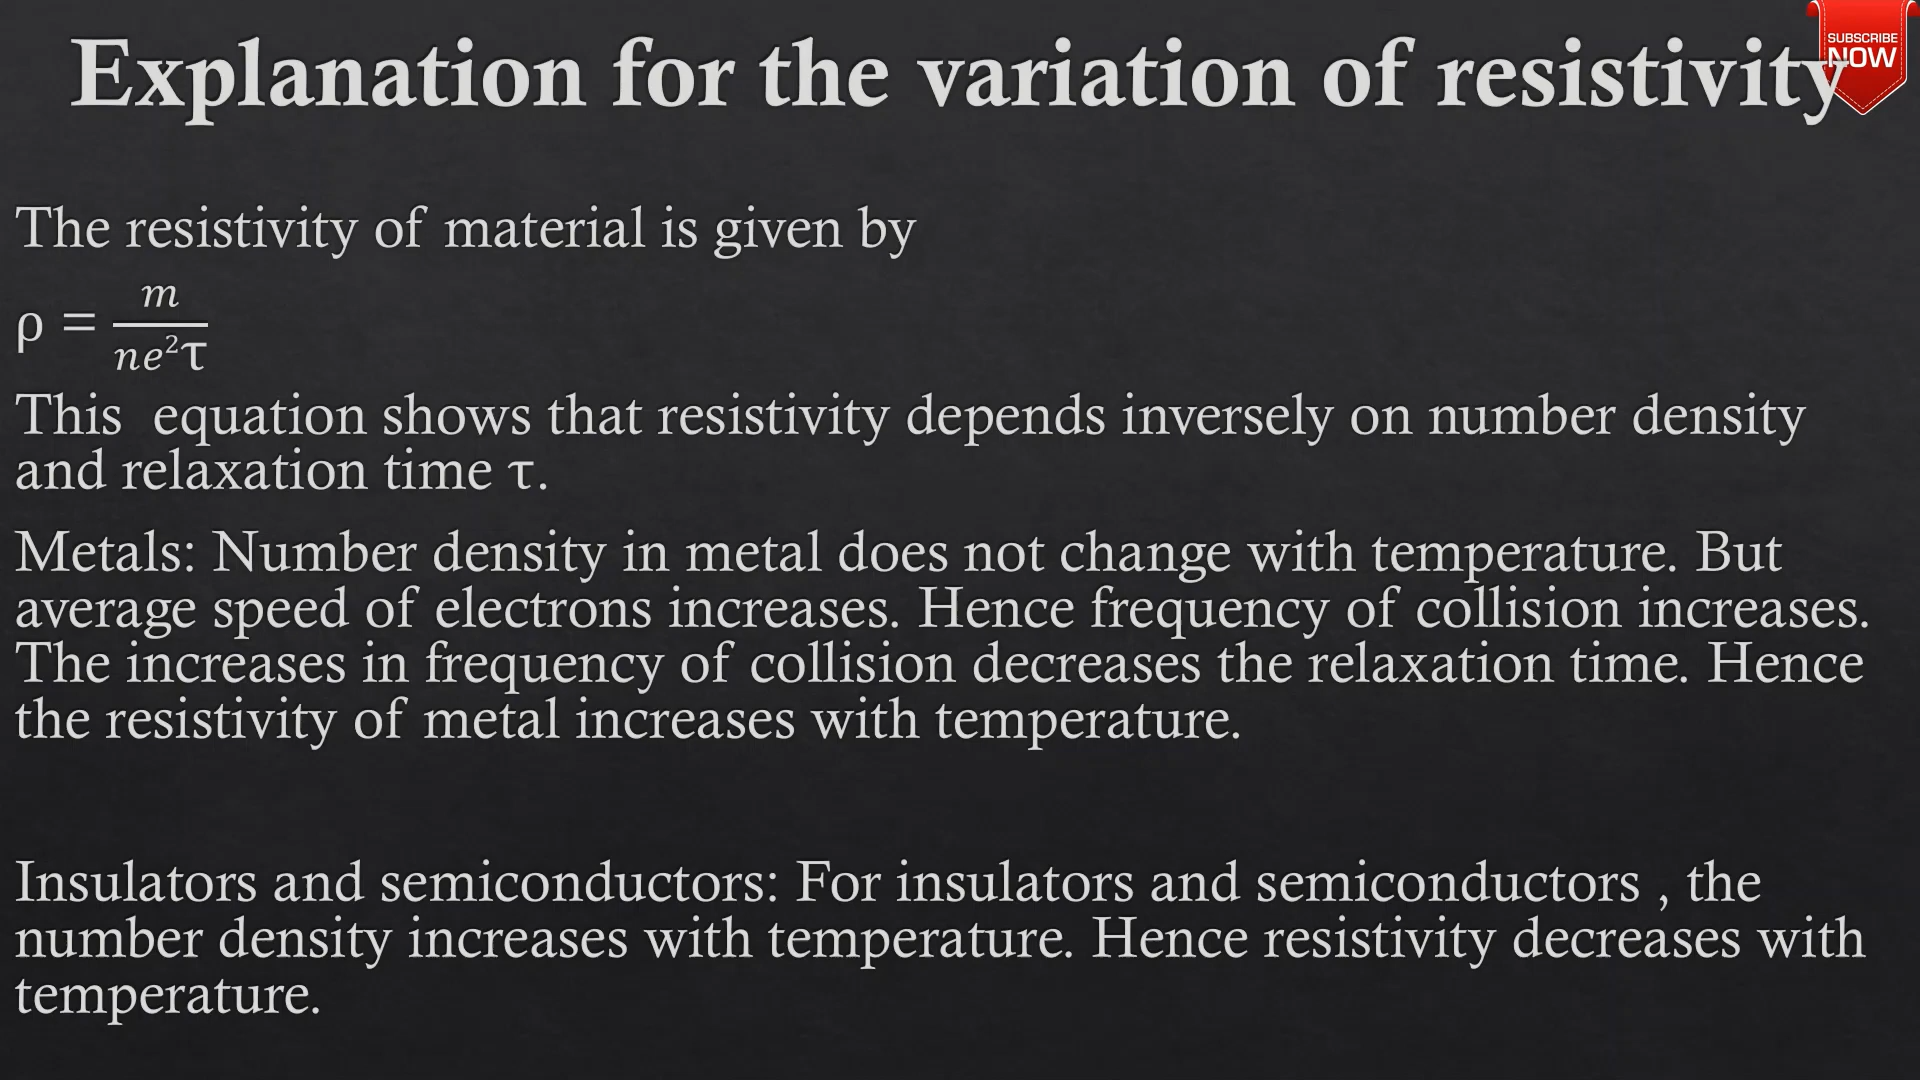 Explanation for the variation of resistivity
SUBSCRIBE
NOW
The resistivity of material is given by
ρ = m/(ne²τ)
This equation shows that resistivity depends inversely on number density
and relaxation time τ.
Metals: Number density in metal does not change with temperature. But
average speed of electrons increases. Hence frequency of collision increases.
The increases in frequency of collision decreases the relaxation time. Hence
the resistivity of metal increases with temperature.
Insulators and semiconductors: For insulators and semiconductors , the
number density increases with temperature. Hence resistivity decreases with
temperature.